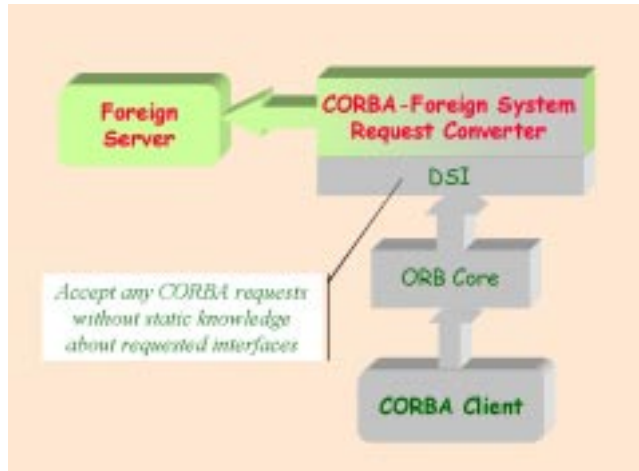 Foreign
Server
CORBA-Foreign System
Request Converter
DSI
ORB Core
Accept any CORBA requests
without static knowledge
about requested interfaces
CORBA Client